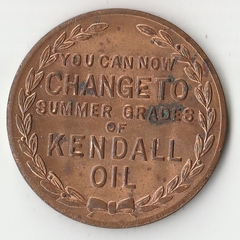 YOU CAN NOW
CHANGE TO
SUMMER GRADES
OF
KENDALL
OIL